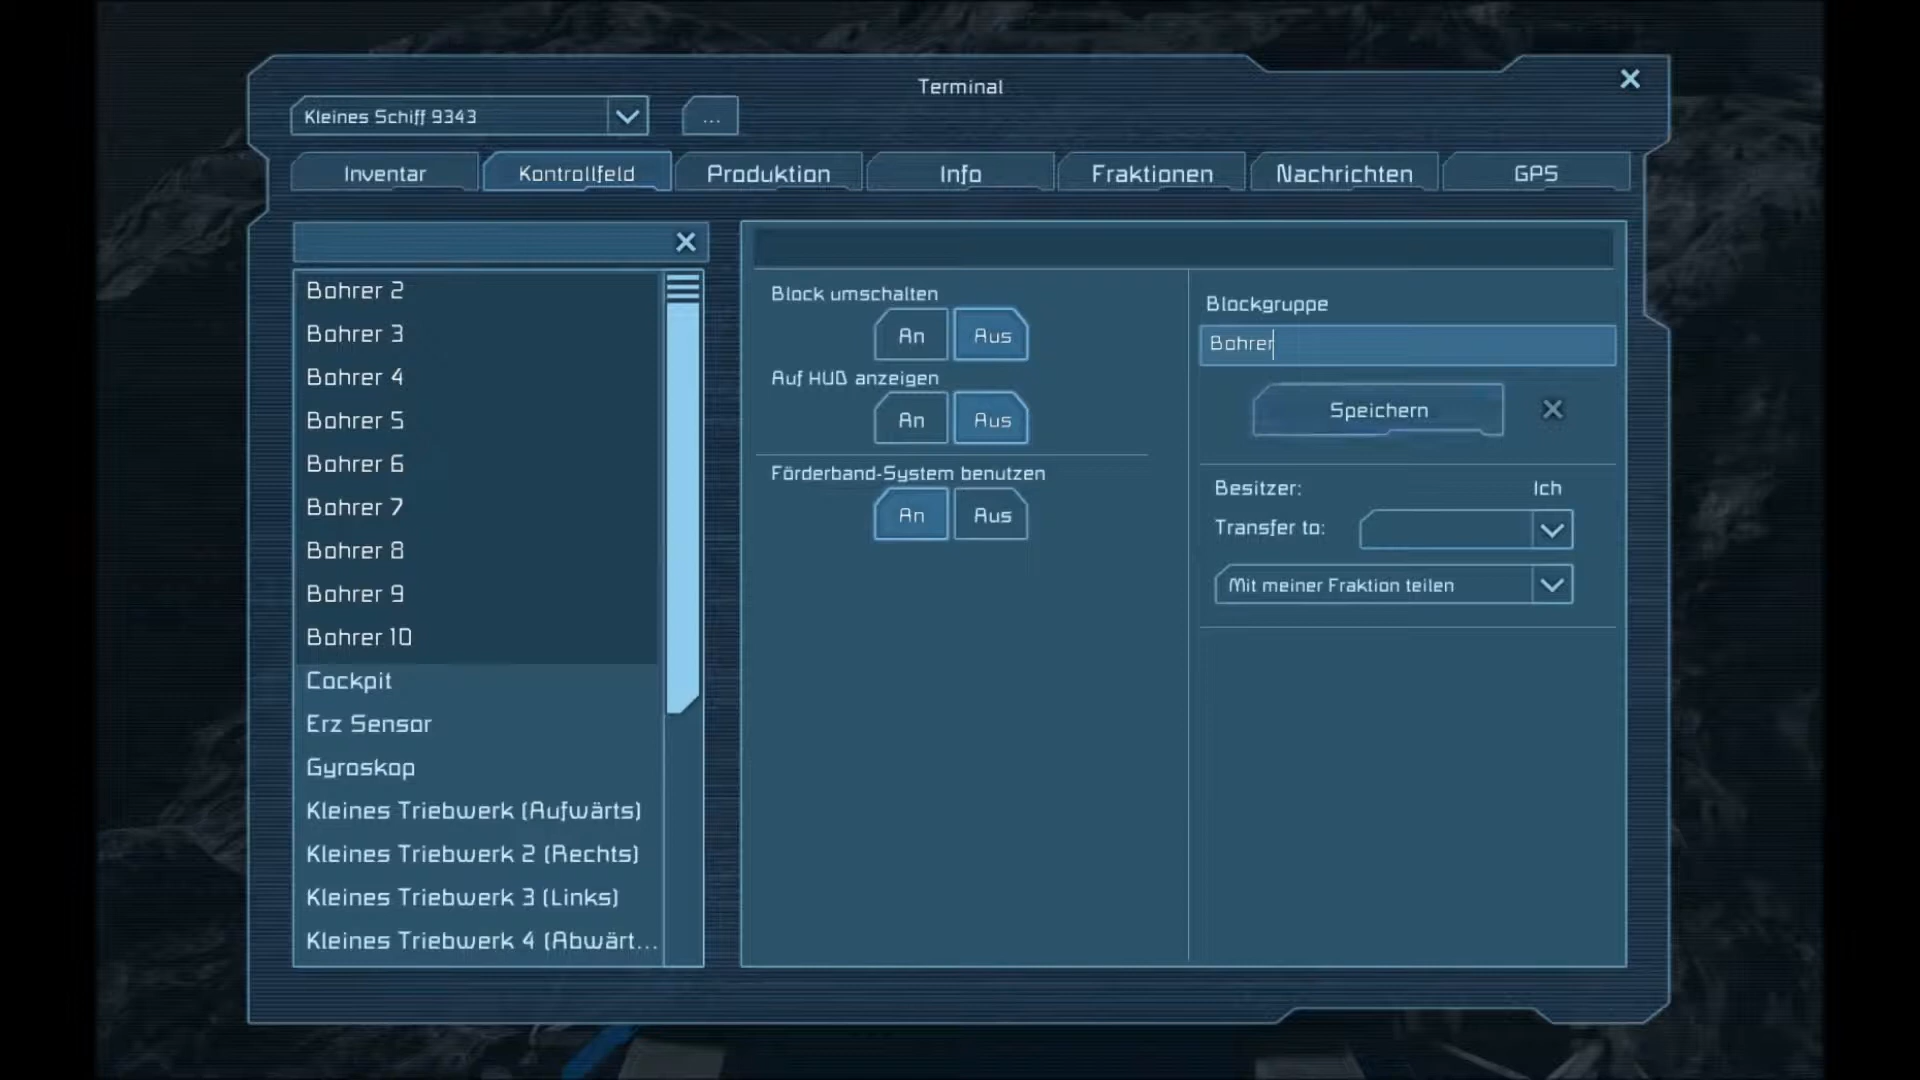 Terminal
Kleines Schiff 9343
...
Inventar
Kontrollfeld
Produktion
Info
Fraktionen
Nachrichten
GPS
Bohrer 2
Bohrer 3
Bohrer 4
Bohrer 5
Bohrer 6
Bohrer 7
Bohrer 8
Bohrer 9
Bohrer 10
Cockpit
Erz Sensor
Gyroskop
Kleines Triebwerk (Aufwärts)
Kleines Triebwerk 2 (Rechts)
Kleines Triebwerk 3 (Links)
Kleines Triebwerk 4 (Abwärt...
Block umschalten
An Aus
Auf HUD anzeigen
An Aus
Förderband-System benutzen
An Aus
Blockgruppe
Bohrer
Speichern
Besitzer: Ich
Transfer to:
Mit meiner Fraktion teilen